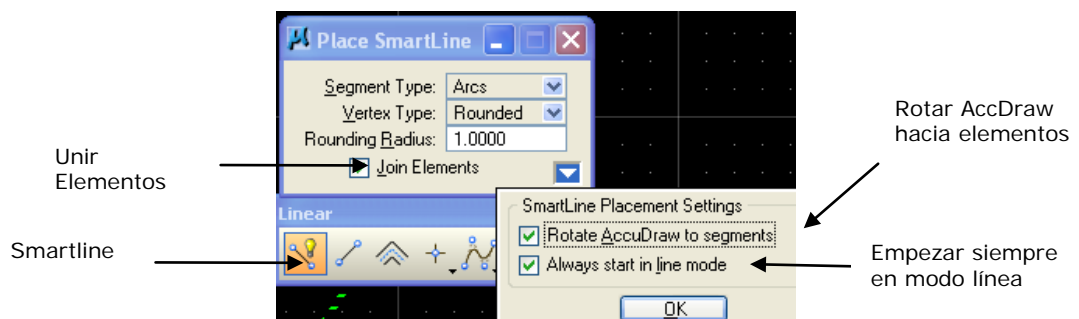 Place SmartLine
Segment Type: Arcs
Vertex Type: Rounded
Rounding Radius: 1.0000
Join Elements
Unir
Elementos
Linear
Smartline
SmartLine Placement Settings
Rotate AccuDraw to segments
Always start in line mode
OK
Rotar AccDraw
hacia elementos
Empezar siempre
en modo línea